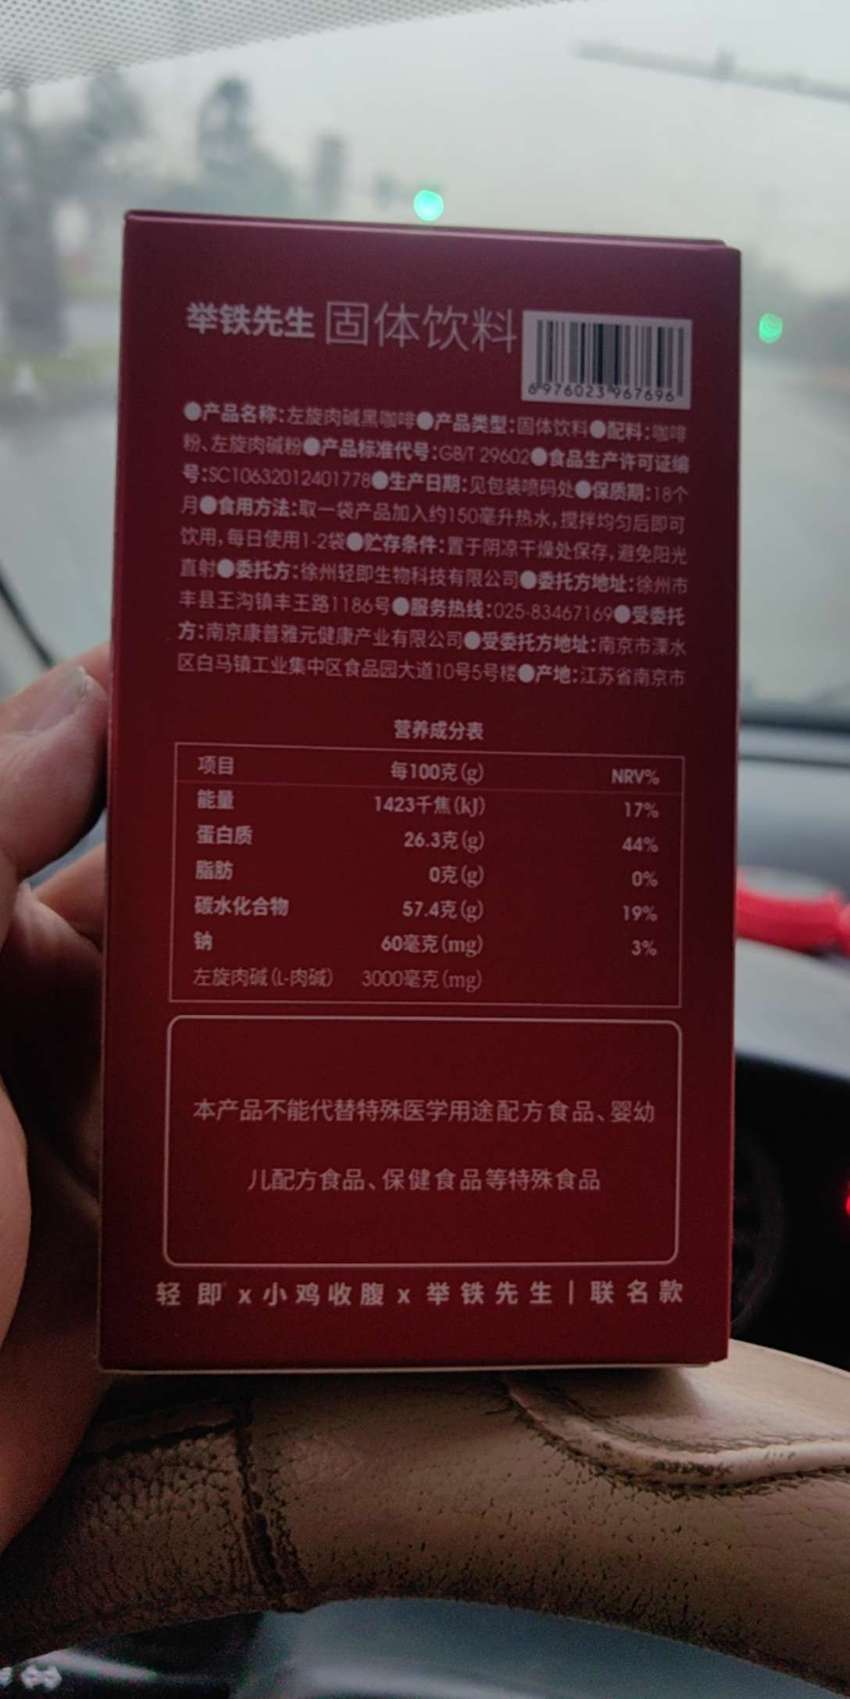 举铁先生 固体饮料
6 976023 967696
●产品名称:左旋肉碱黑咖啡●产品类型:固体饮料●配料:咖啡
粉、左旋肉碱粉●产品标准代号:GB/T 29602●食品生产许可证编
号:SC10632012401778●生产日期:见包装喷码处●保质期:18个
月●食用方法:取一袋产品加入约150毫升热水,搅拌均匀后即可
饮用,每日使用1-2袋●贮存条件:置于阴凉干燥处保存,避免阳光
直射●委托方:徐州轻即生物科技有限公司●委托方地址:徐州市
丰县王沟镇丰王路1186号●服务热线:025-83467169●受委托
方:南京康普雅元健康产业有限公司●受委托方地址:南京市溧水
区白马镇工业集中区食品园大道10号5号楼●产地:江苏省南京市
营养成分表
项目 每100克(g) NRV%
能量 1423千焦(kJ) 17%
蛋白质 26.3克(g) 44%
脂肪 0克(g) 0%
碳水化合物 57.4克(g) 19%
钠 60毫克(mg) 3%
左旋肉碱(L-肉碱) 3000毫克(mg)
本产品不能代替特殊医学用途配方食品、婴幼
儿配方食品、保健食品等特殊食品
轻即x小鸡收腹x举铁先生|联名款